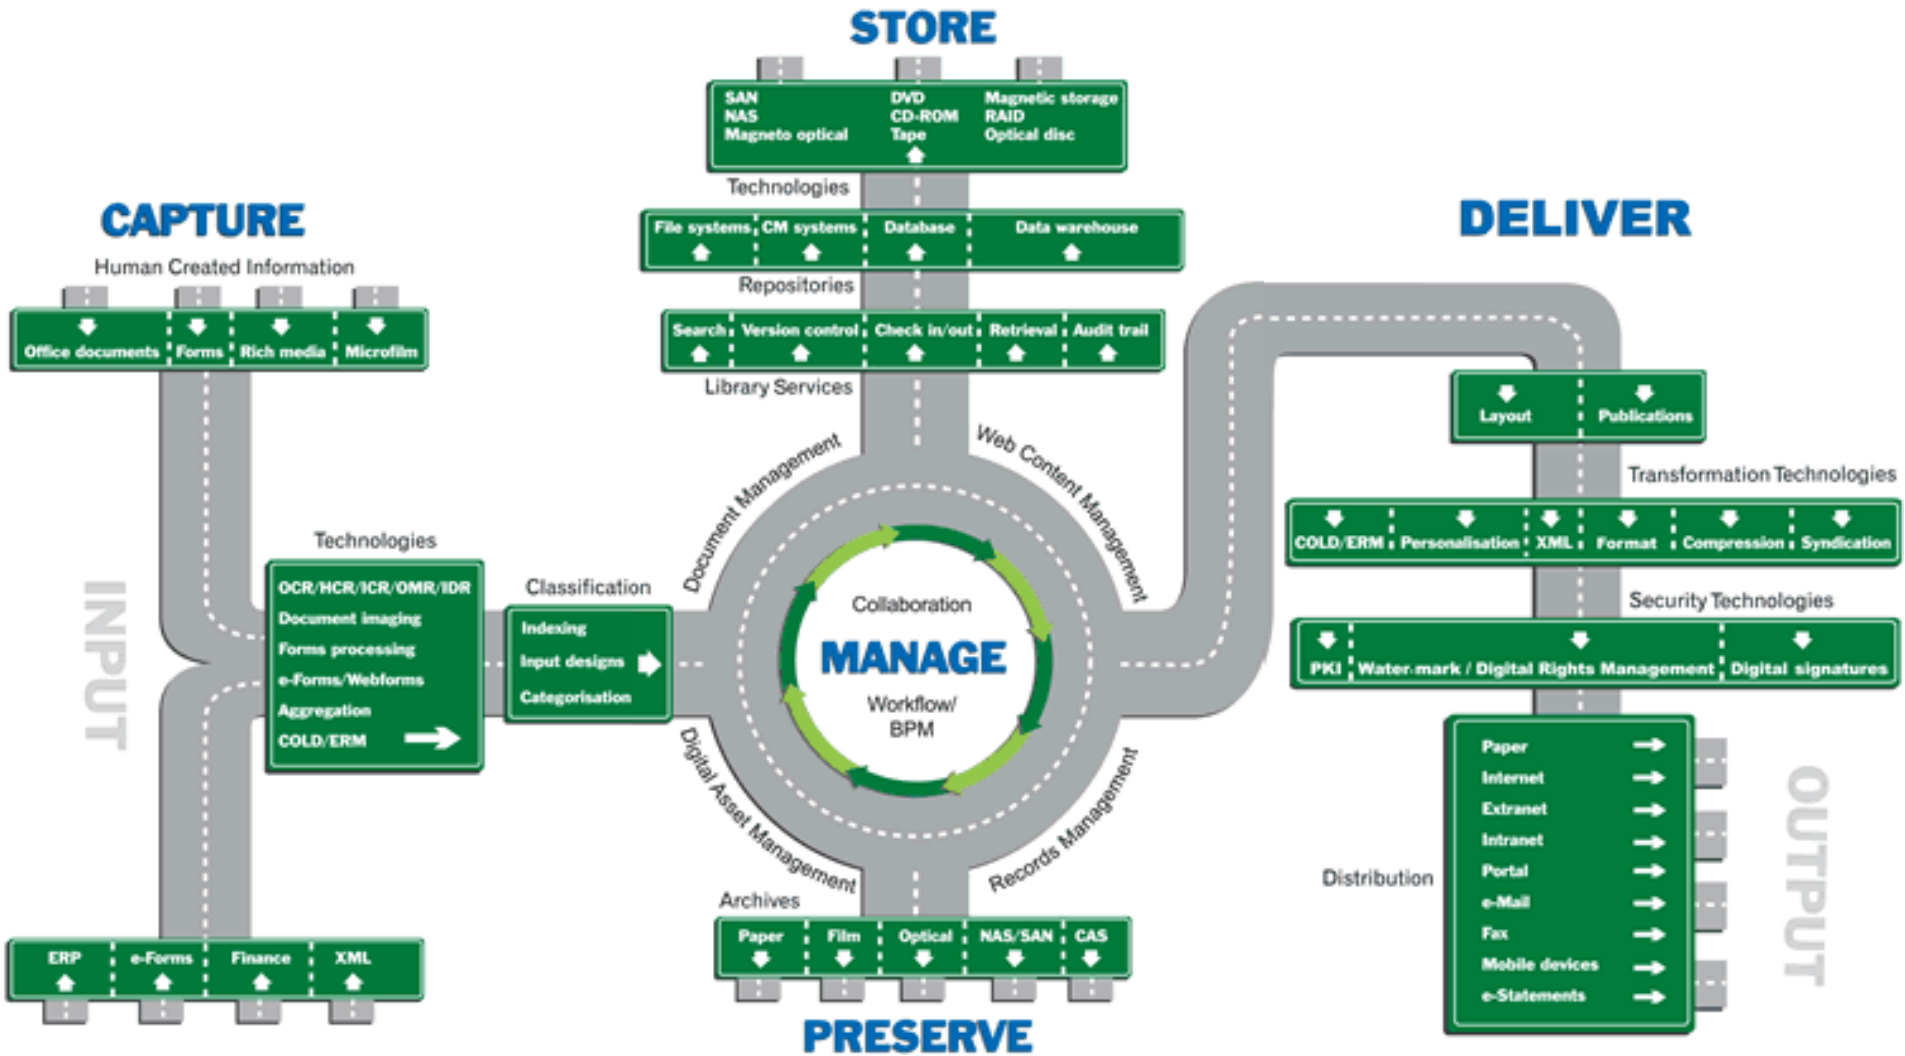 STORE
SAN
NAS
Magneto optical
DVD
CD-ROM
Tape
Magnetic storage
RAID
Optical disc
Technologies
File systems
CM systems
Database
Data warehouse
Repositories
Search
Version control
Check in/out
Retrieval
Audit trail
Library Services
CAPTURE
Human Created Information
Office documents
Forms
Rich media
Microfilm
INPUT
Technologies
OCR/HCR/ICR/OMR/IDR
Document imaging
Forms processing
e-Forms/Webforms
Aggregation
COLD/ERM
Classification
Indexing
Input designs
Categorisation
ERP
e-Forms
Finance
XML
Document Management
Web Content Management
Digital Asset Management
Records Management
Collaboration
MANAGE
Workflow/
BPM
Archives
Paper
Film
Optical
NAS/SAN
CAS
PRESERVE
DELIVER
Layout
Publications
Transformation Technologies
COLD/ERM
Personalisation
XML
Format
Compression
Syndication
Security Technologies
PKI
Water-mark / Digital Rights Management
Digital signatures
Distribution
Paper
Internet
Extranet
Intranet
Portal
e-Mail
Fax
Mobile devices
e-Statements
OUTPUT